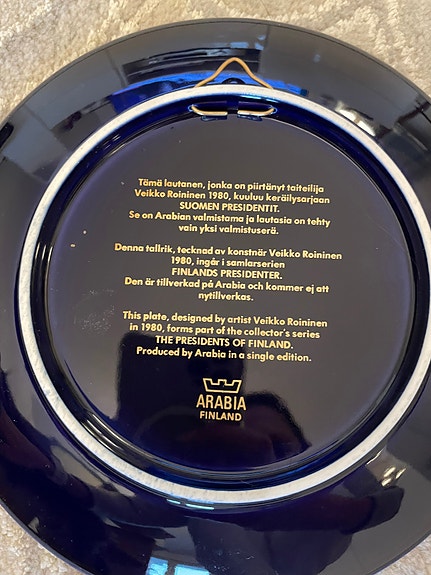 Tämä lautanen, jonka on piirtänyt taiteilija
Veikko Roininen 1980, kuuluu keräilysarjaan
SUOMEN PRESIDENTIT.
Se on Arabian valmistama ja lautasia on tehty
vain yksi valmistuserä.
Denna tallrik, tecknad av konstnär Veikko Roininen
1980, ingår i samlarserien
FINLANDS PRESIDENTER.
Den är tillverkad på Arabia och kommer ej att
nytillverkas.
This plate, designed by artist Veikko Roininen
in 1980, forms part of the collector's series
THE PRESIDENTS OF FINLAND.
Produced by Arabia in a single edition.
ARABIA
FINLAND